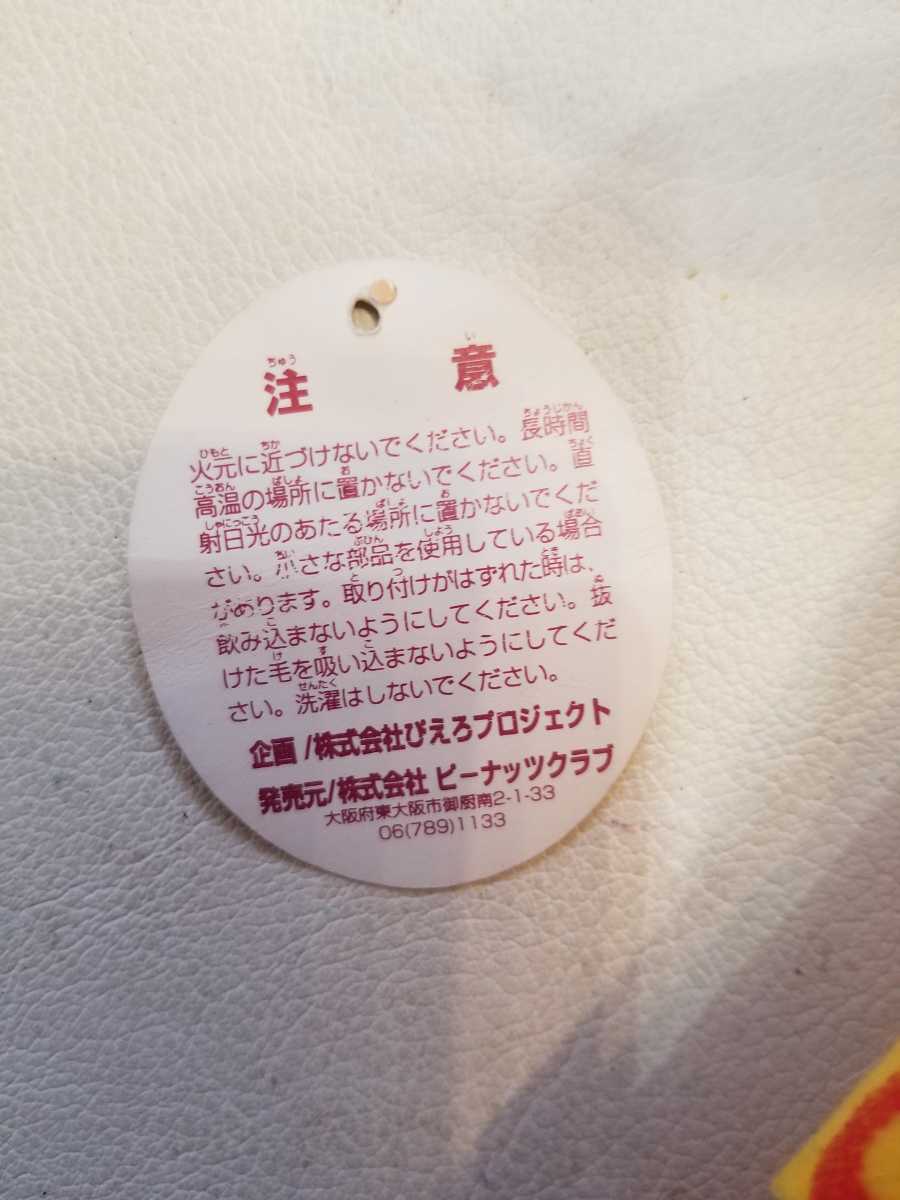 注意
火元に近づけないでください。長時間
高温の場所に置かないでください。直
射日光のあたる場所に置かないでくだ
さい。小さな部品を使用している場合
があります。取り付けがはずれた時は、
飲み込まないようにしてください。抜
けた毛を吸い込まないようにしてくだ
さい。洗濯はしないでください。
企画/株式会社ぴえろプロジェクト
発売元/株式会社 ピーナッツクラブ
大阪府東大阪市御厨南2-1-33
06(789)1133